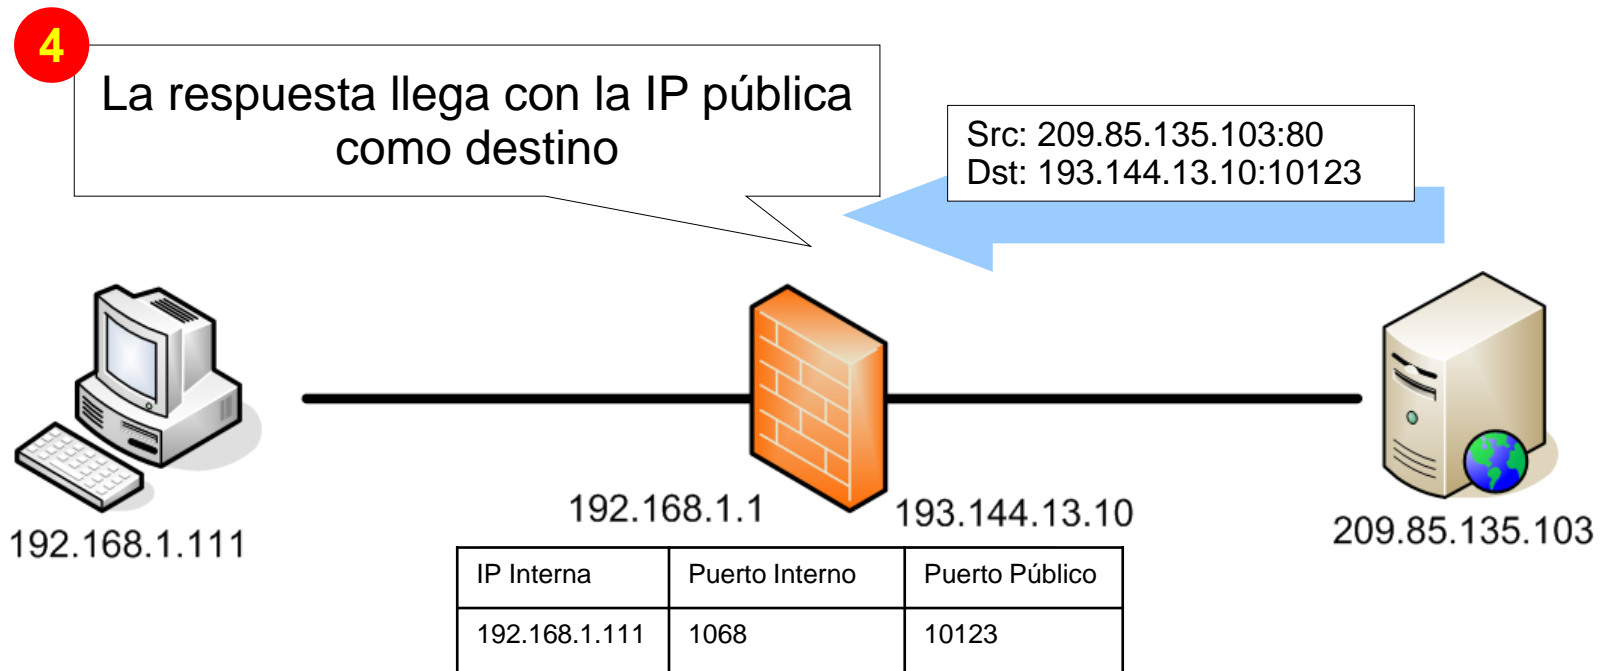 4
La respuesta llega con la IP pública
como destino
Src: 209.85.135.103:80
Dst: 193.144.13.10:10123
192.168.1.111
192.168.1.1
193.144.13.10
209.85.135.103
IP Interna
Puerto Interno
Puerto Público
192.168.1.111
1068
10123